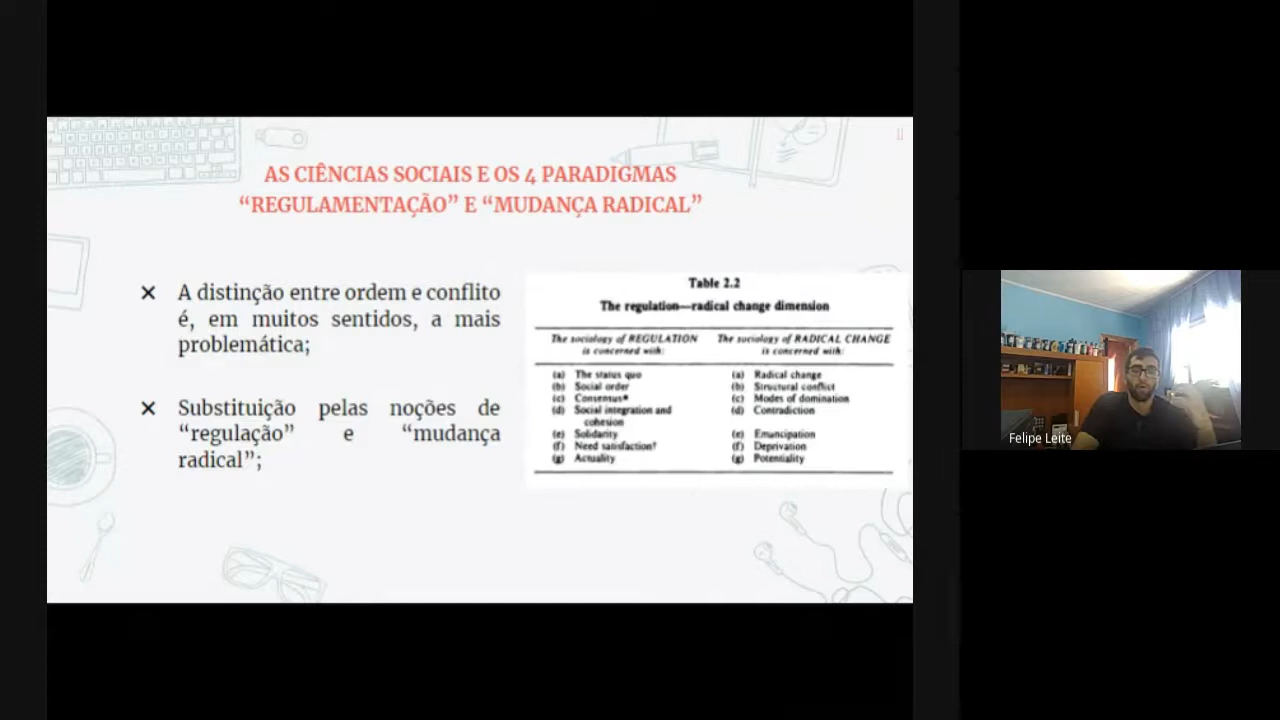 11
AS CIÊNCIAS SOCIAIS E OS 4 PARADIGMAS
“REGULAMENTAÇÃO” E “MUDANÇA RADICAL”
A distinção entre ordem e conflito
é, em muitos sentidos, a mais
problemática;
Substituição pelas noções de
“regulação” e “mudança
radical”;
Table 2.2
The regulation—radical change dimension
The sociology of REGULATION
is concerned with:
The sociology of RADICAL CHANGE
is concerned with:
(a) The status quo
(b) Social order
(c) Consensus*
(d) Social integration and
cohesion
(e) Solidarity
(f) Need satisfaction†
(g) Actuality
(a) Radical change
(b) Structural conflict
(c) Modes of domination
(d) Contradiction
(e) Emancipation
(f) Deprivation
(g) Potentiality
Felipe Leite